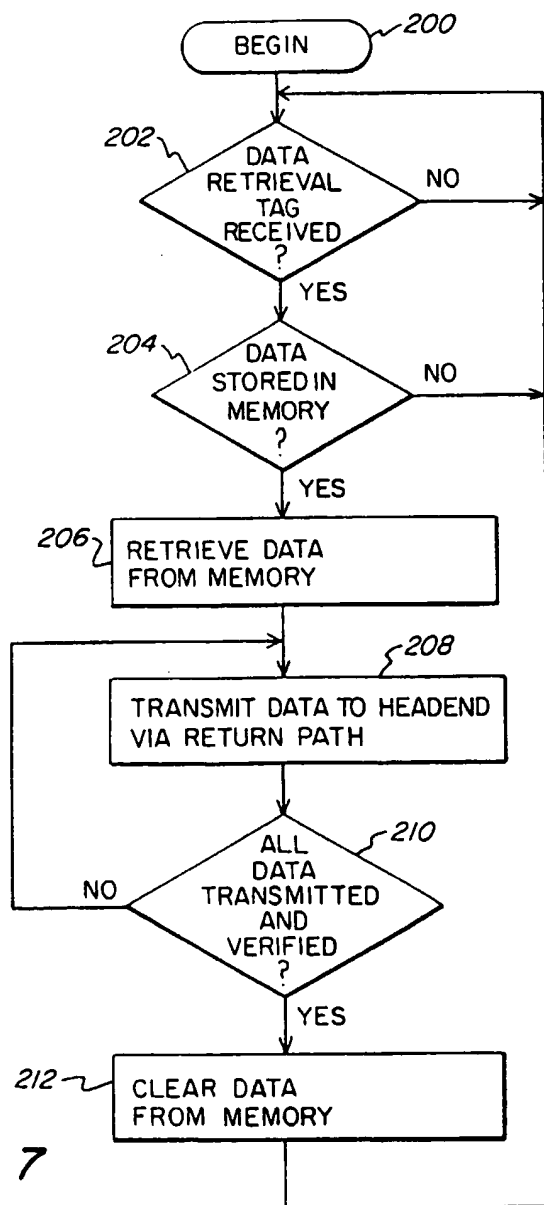 BEGIN
200
202
DATA
RETRIEVAL
TAG
RECEIVED
?
NO
YES
204
DATA
STORED IN
MEMORY
?
NO
YES
206
RETRIEVE DATA
FROM MEMORY
208
TRANSMIT DATA TO HEADEND
VIA RETURN PATH
210
ALL
DATA
TRANSMITTED
AND
VERIFIED
?
NO
YES
212
CLEAR DATA
FROM MEMORY
7